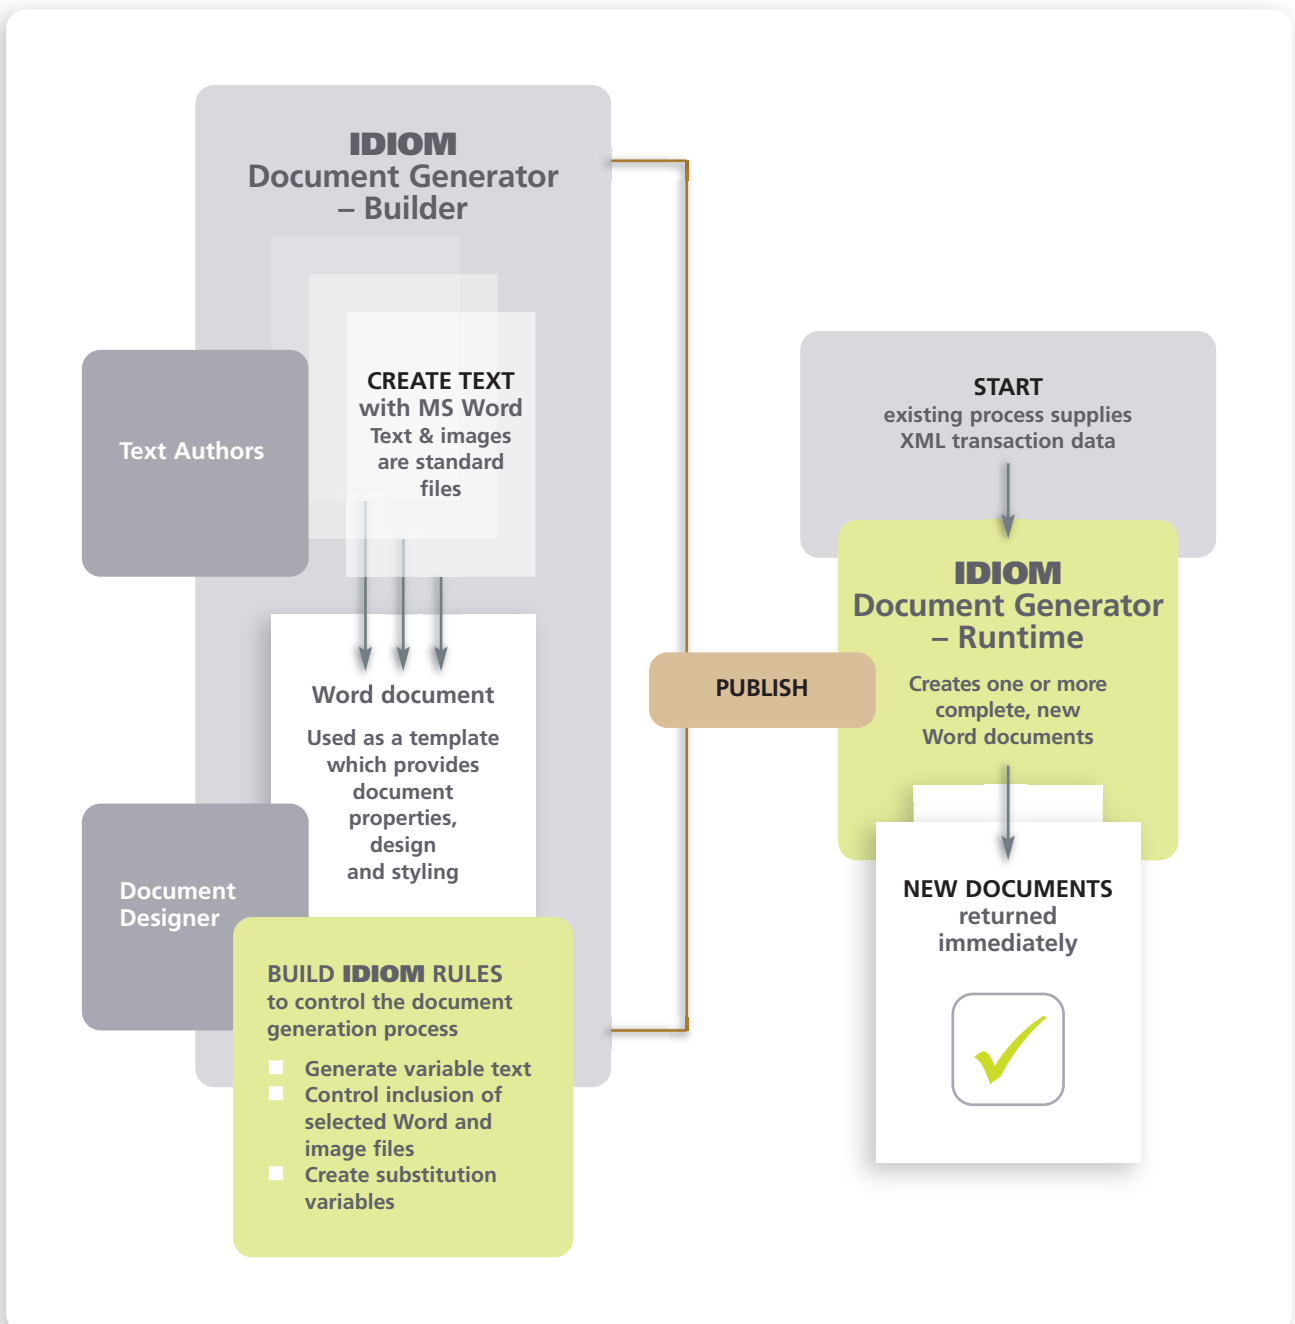 IDIOM
Document Generator
– Builder
Text Authors
CREATE TEXT
with MS Word
Text & images
are standard
files
Word document
Used as a template
which provides
document
properties,
design
and styling
Document
Designer
BUILD IDIOM RULES
to control the document
generation process
Generate variable text
Control inclusion of
selected Word and
image files
Create substitution
variables
PUBLISH
START
existing process supplies
XML transaction data
IDIOM
Document Generator
– Runtime
Creates one or more
complete, new
Word documents
NEW DOCUMENTS
returned
immediately